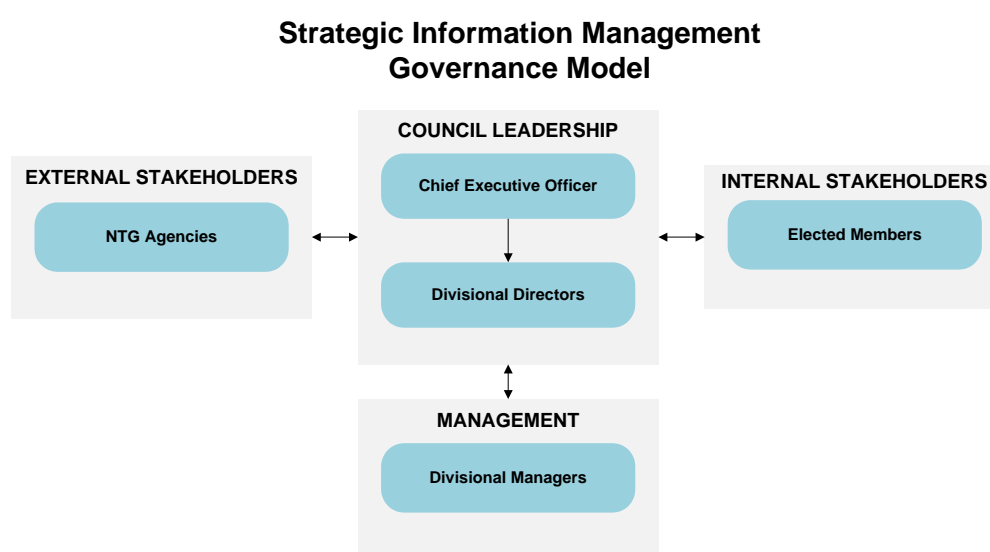 Strategic Information Management
Governance Model
COUNCIL LEADERSHIP
Chief Executive Officer
Divisional Directors
EXTERNAL STAKEHOLDERS
NTG Agencies
INTERNAL STAKEHOLDERS
Elected Members
MANAGEMENT
Divisional Managers